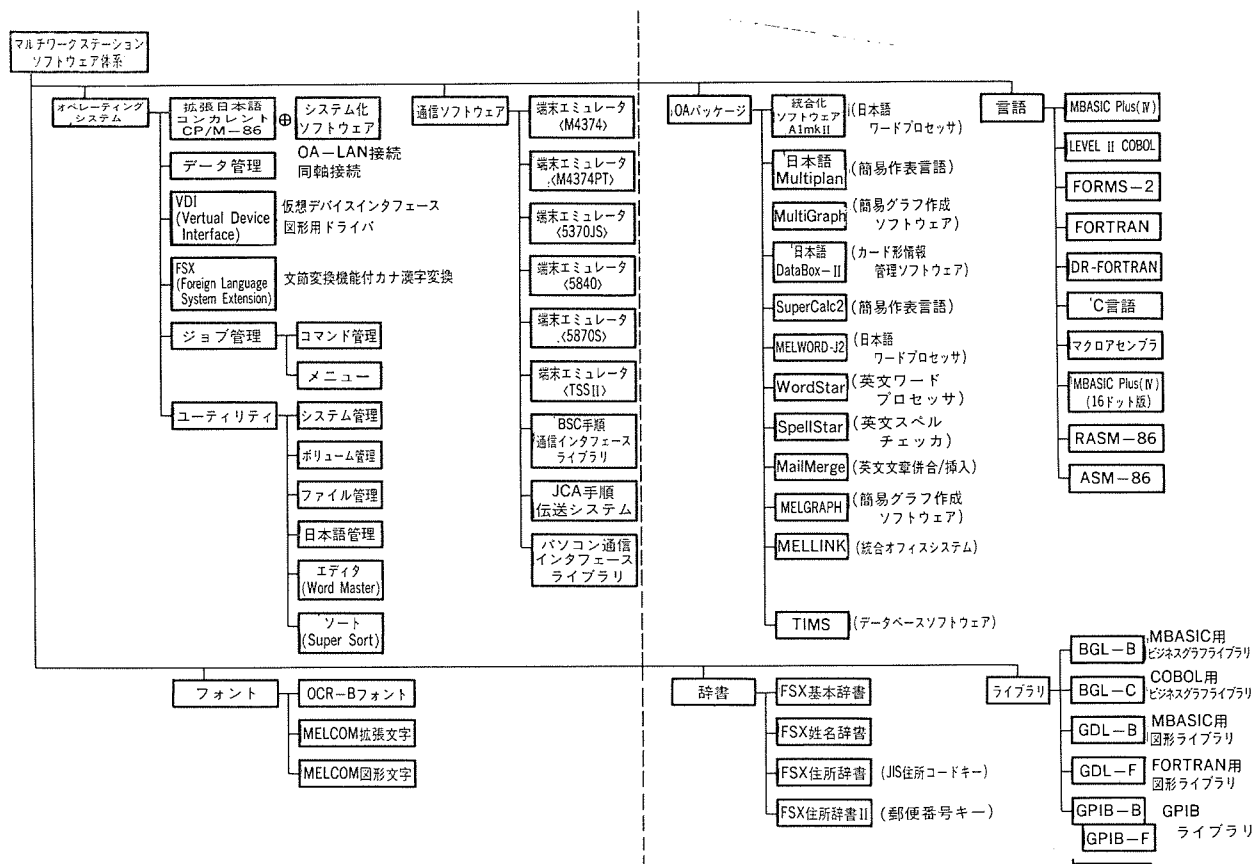 マルチワークステーション
ソフトウェア体系
オペレーティング
システム
拡張日本語
コンカレント
CP/M-86
⊕
システム化
ソフトウェア
OA-LAN接続
同軸接続
データ管理
VDI
(Vertual Device
Interface)
仮想デバイスインタフェース
図形用ドライバ
FSX
(Foreign Language
System Extension)
文節変換機能付カナ漢字変換
ジョブ管理
コマンド管理
メニュー
ユーティリティ
システム管理
ボリューム管理
ファイル管理
日本語管理
エディタ
(Word Master)
ソート
(Super Sort)
通信ソフトウェア
端末エミュレータ
〈M4374〉
端末エミュレータ
〈M4374PT〉
端末エミュレータ
〈5370JS〉
端末エミュレータ
〈5840〉
端末エミュレータ
〈5870S〉
端末エミュレータ
〈TSSII〉
BSC手順
通信インタフェース
ライブラリ
JCA手順
伝送システム
パソコン通信
インタフェース
ライブラリ
OAパッケージ
統合化
ソフトウェア
A1mkII
(日本語
ワードプロセッサ)
日本語
Multiplan
(簡易作表言語)
MultiGraph
(簡易グラフ作成
ソフトウェア)
日本語
DataBox-II
(カード形情報
管理ソフトウェア)
SuperCalc2
(簡易作表言語)
MELWORD-J2
(日本語
ワードプロセッサ)
WordStar
(英文ワード
プロセッサ)
SpellStar
(英文スペル
チェッカ)
MailMerge
(英文文章併合/挿入)
MELGRAPH
(簡易グラフ作成
ソフトウェア)
MELLINK
(統合オフィスシステム)
TIMS
(データベースソフトウェア)
言語
MBASIC Plus(IV)
LEVEL II COBOL
FORMS-2
FORTRAN
DR-FORTRAN
C言語
マクロアセンブラ
MBASIC Plus(IV)
(16ドット版)
RASM-86
ASM-86
フォント
OCR-Bフォント
MELCOM拡張文字
MELCOM図形文字
辞書
FSX基本辞書
FSX姓名辞書
FSX住所辞書
(JIS住所コードキー)
FSX住所辞書II
(郵便番号キー)
ライブラリ
BGL-B
MBASIC用
ビジネスグラフライブラリ
BGL-C
COBOL用
ビジネスグラフライブラリ
GDL-B
MBASIC用
図形ライブラリ
GDL-F
FORTRAN用
図形ライブラリ
GPIB-B
GPIB-F
GPIB
ライブラリ